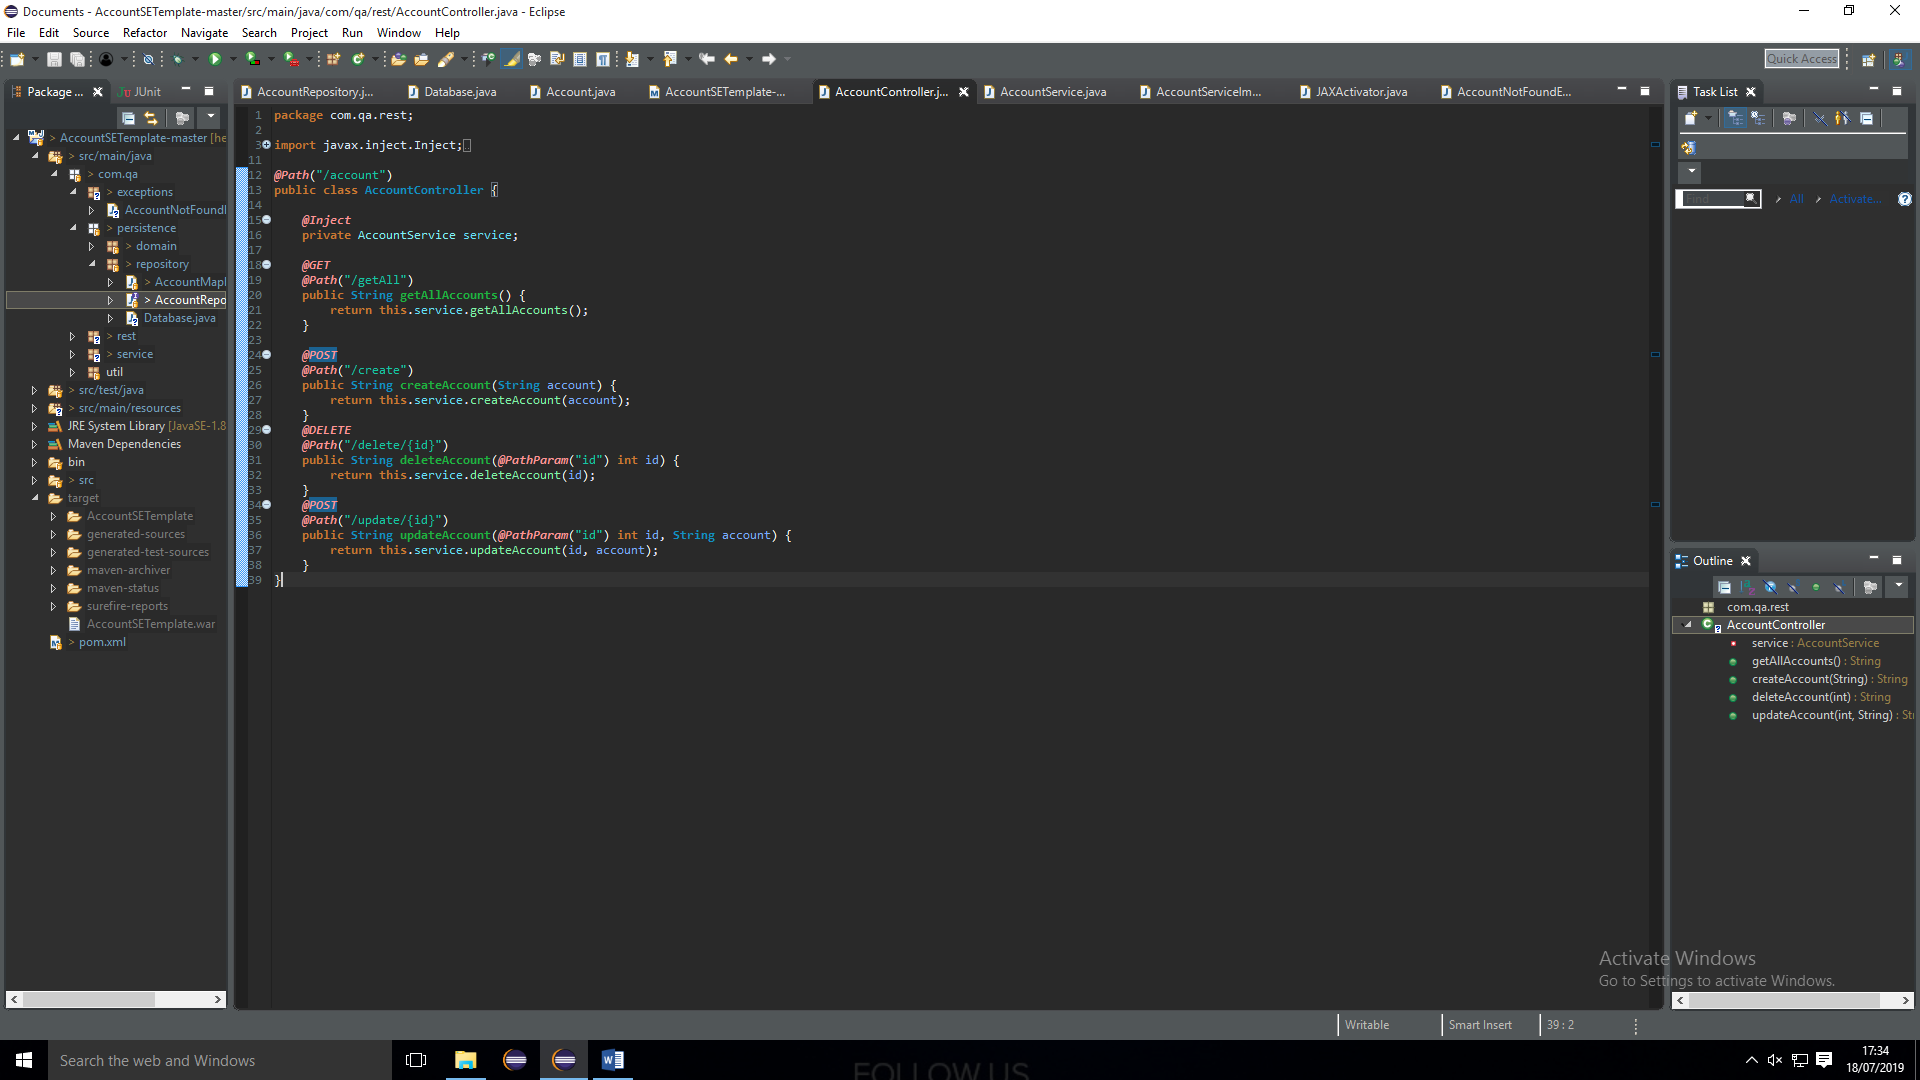 Documents - AccountSETemplate-master/src/main/java/com/qa/rest/AccountController.java - Eclipse
File Edit Source Refactor Navigate Search Project Run Window Help
Quick Access
Package ...
JUnit
AccountRepository.j...
Database.java
Account.java
AccountSETemplate-...
AccountController.j...
AccountService.java
AccountServiceIm...
JAXActivator.java
AccountNotFoundE...
> AccountSETemplate-master [he
> src/main/java
> com.qa
> exceptions
AccountNotFound
> persistence
> domain
> repository
> AccountMap
> AccountRepo
Database.java
> rest
> service
util
> src/test/java
> src/main/resources
JRE System Library [JavaSE-1.8
Maven Dependencies
bin
> src
target
AccountSETemplate
generated-sources
generated-test-sources
maven-archiver
maven-status
surefire-reports
AccountSETemplate.war
> pom.xml
1 package com.qa.rest;
2
3 import javax.inject.Inject;
11
12 @Path("/account")
13 public class AccountController {
14
15 @Inject
16 private AccountService service;
17
18 @GET
19 @Path("/getAll")
20 public String getAllAccounts() {
21 return this.service.getAllAccounts();
22 }
23
24 @POST
25 @Path("/create")
26 public String createAccount(String account) {
27 return this.service.createAccount(account);
28 }
29 @DELETE
30 @Path("/delete/{id}")
31 public String deleteAccount(@PathParam("id") int id) {
32 return this.service.deleteAccount(id);
33 }
34 @POST
35 @Path("/update/{id}")
36 public String updateAccount(@PathParam("id") int id, String account) {
37 return this.service.updateAccount(id, account);
38 }
39 }
Task List
Find
All
Activate...
Outline
com.qa.rest
AccountController
service : AccountService
getAllAccounts() : String
createAccount(String) : String
deleteAccount(int) : String
updateAccount(int, String) : St
Activate Windows
Go to Settings to activate Windows.
Writable
Smart Insert
39 : 2
Search the web and Windows
FOLLOW US
17:34
18/07/2019